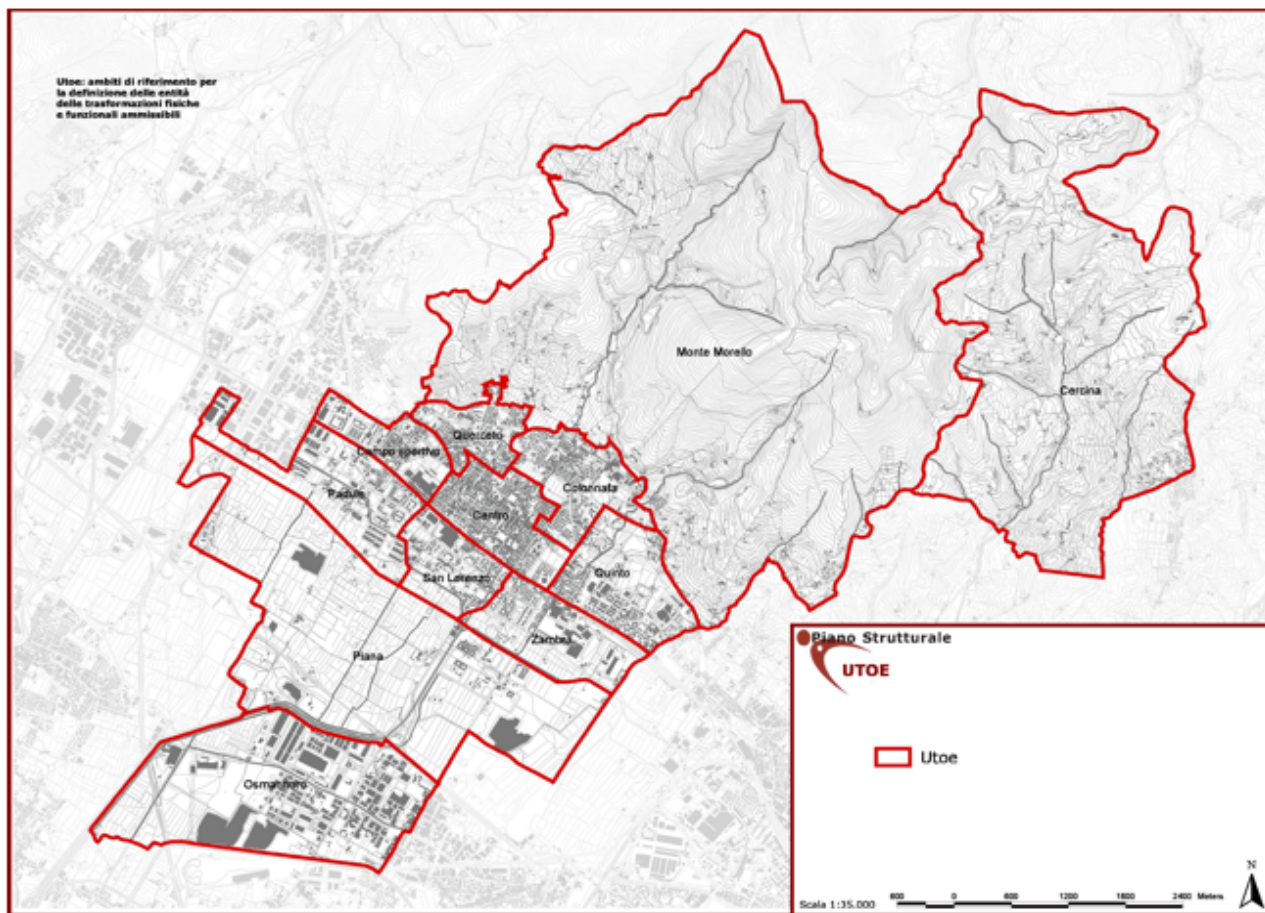 Utoe: ambiti di riferimento per
la definizione delle entità
delle trasformazioni fisiche
e funzionali ammissibili
Monte Morello
Cercina
Querceto
Campo sportivo
Colonnata
Padule
Centro
San Lorenzo
Quinto
Zambra
Piana
Osmannoro
Piano Strutturale
UTOE
Utoe
N
Scala 1:35.000
600 0 600 1200 1800 2400 Meters